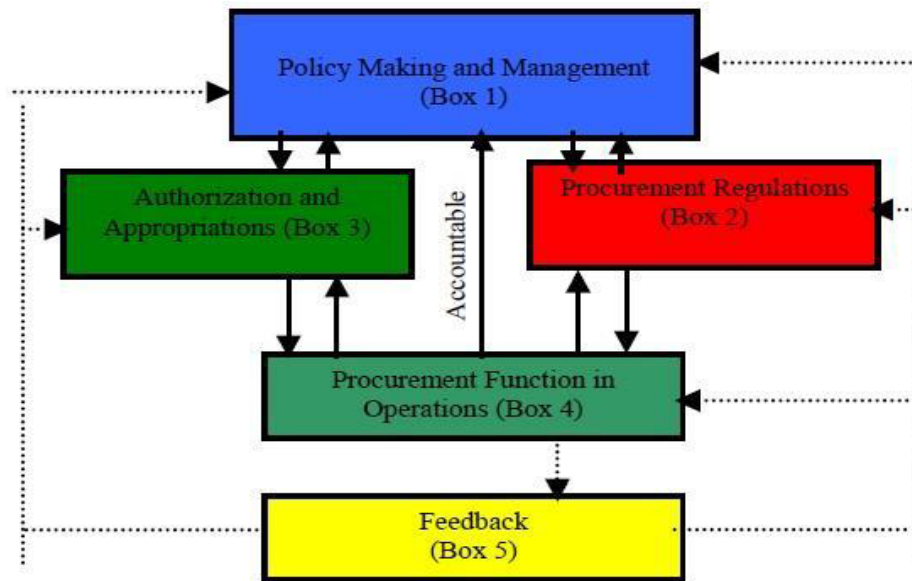 Policy Making and Management
(Box 1)
Authorization and
Appropriations (Box 3)
Accountable
Procurement Regulations
(Box 2)
Procurement Function in
Operations (Box 4)
Feedback
(Box 5)